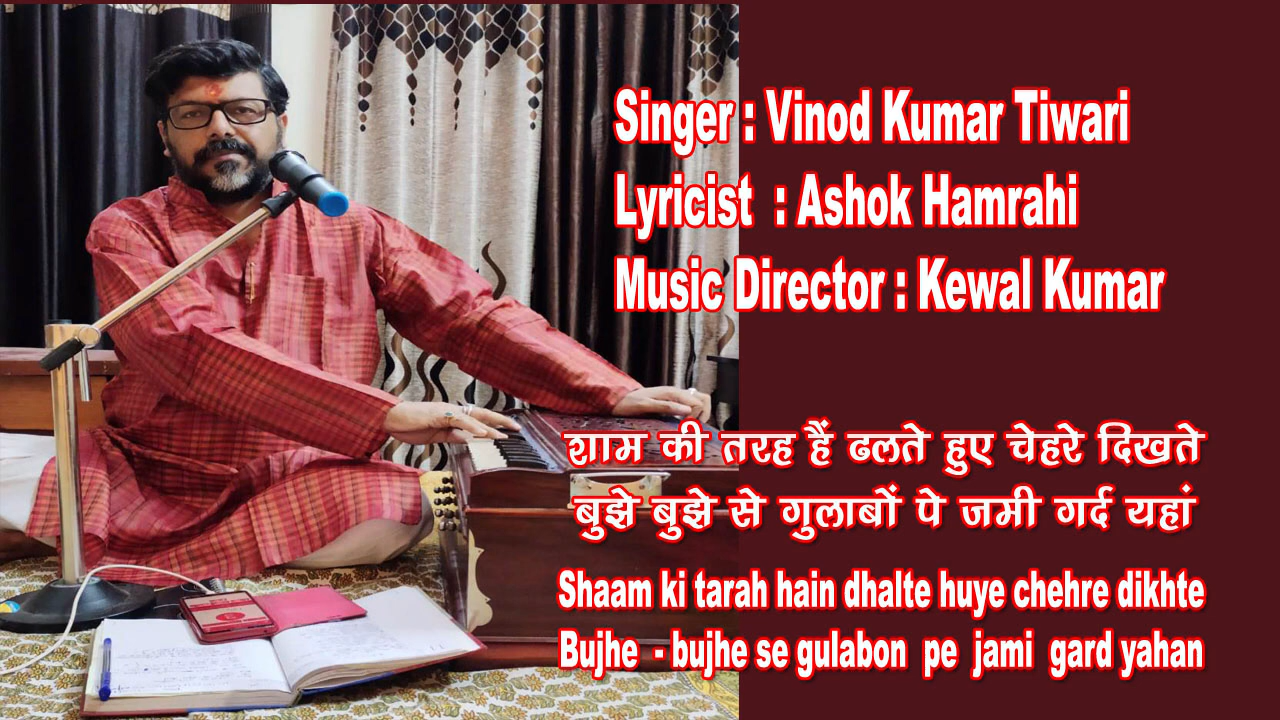 Singer : Vinod Kumar Tiwari
Lyricist : Ashok Hamrahi
Music Director : Kewal Kumar
शाम की तरह हैं ढलते हुए चेहरे दिखते
बुझे बुझे से गुलाबों पे जमी गर्द यहां
Shaam ki tarah hain dhalte huye chehre dikhte
Bujhe - bujhe se gulabon pe jami gard yahan